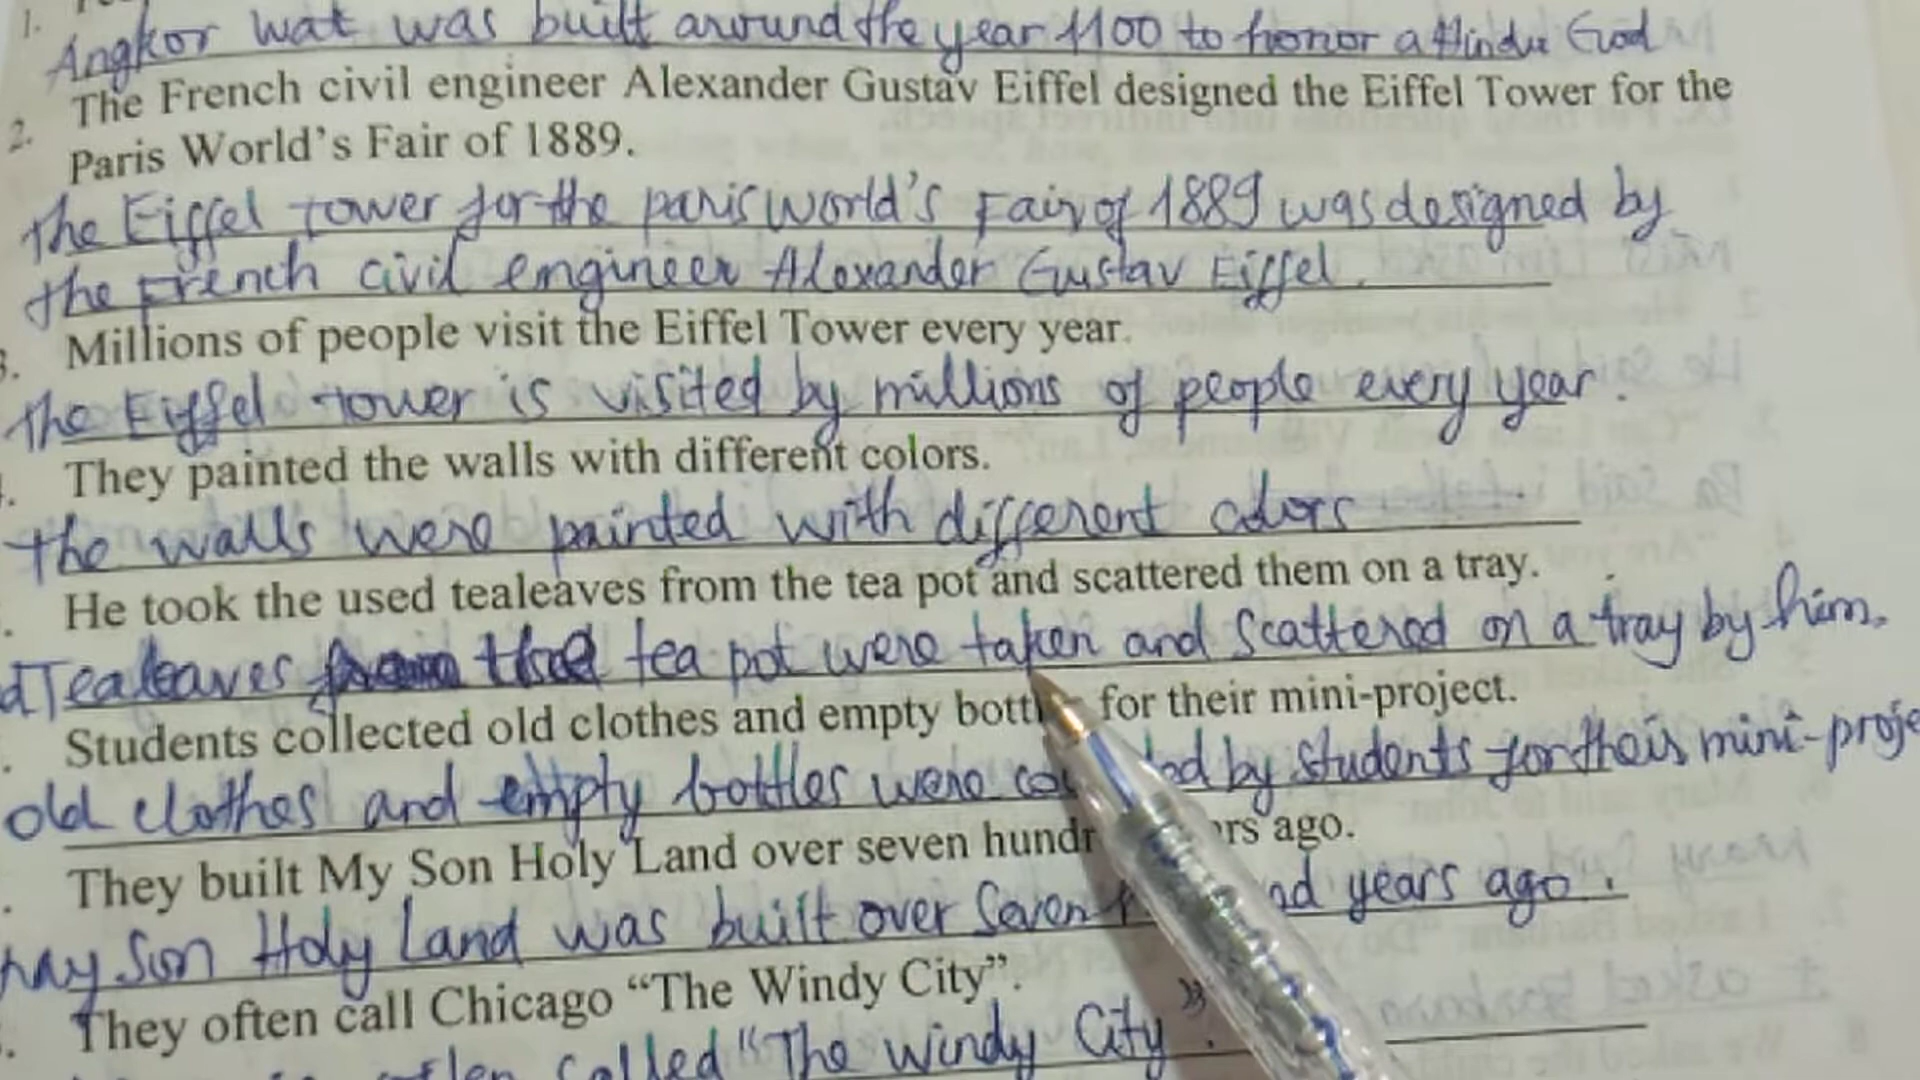 1.
Angkor wat was built around the year 1100 to honor a Hindu God
2. The French civil engineer Alexander Gustav Eiffel designed the Eiffel Tower for the
Paris World's Fair of 1889.
the Eiffel tower for the paris World's Fair of 1889 was designed by
the French civil engineer Alexander Gustav Eiffel.
3. Millions of people visit the Eiffel Tower every year.
the Eiffel tower is visited by millions of people every year.
They painted the walls with different colors.
the walls were painted with different colors
He took the used tealeaves from the tea pot and scattered them on a tray.
Tealeaves from the tea pot were taken and scattered on a tray by him.
Students collected old clothes and empty for their mini-project.
old clothes and empty bottles were by students for their mini-proje
They built My Son Holy Land over seven ago.
Son Holy Land was built over seven years ago.
They often call Chicago “The Windy City”.
often called "The Windy City".